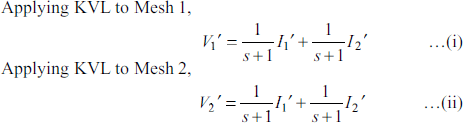 Applying KVL to Mesh 1,
V₁′ = 1/(s+1) I₁′ + 1/(s+1) I₂′ …(i)
Applying KVL to Mesh 2,
V₂′ = 1/(s+1) I₁′ + 1/(s+1) I₂′ …(ii)